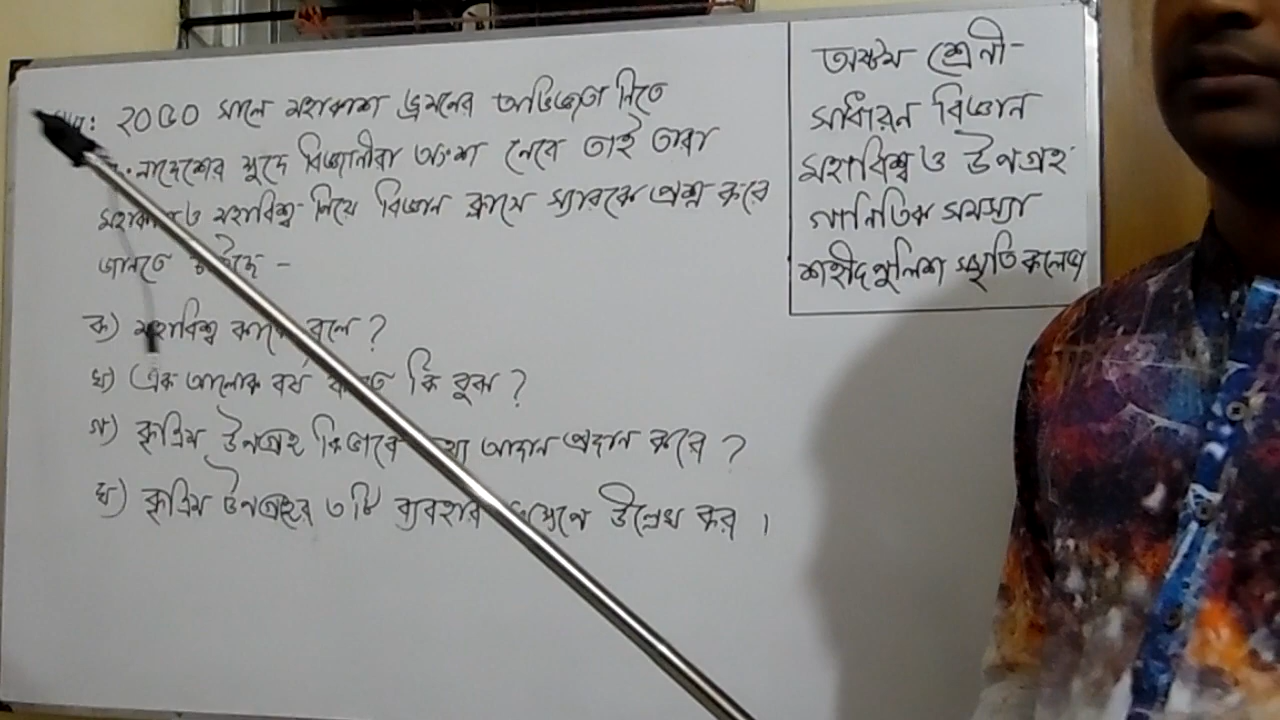 ২০৫০ সালে মহাকাশ ভ্রমনের অভিজ্ঞতা নিতে
ক্ষুদে বিজ্ঞানীরা অংশ নেবে তাই তারা
ও মহাবিশ্ব নিয়ে বিজ্ঞান ক্লাসে স্যারকে প্রশ্ন করে
জানতে
ক) মহাবিশ্ব কাকে বলে ?
খ) এক আলোক বর্ষ কি বুঝ ?
গ) কৃত্রিম উপগ্রহ কিভাবে আদান প্রদান করে ?
ঘ) কৃত্রিম উপগ্রহের ৩টি ব্যবহার উল্লেখ কর ।
অষ্টম শ্রেনী-
সাধারন বিজ্ঞান
মহাবিশ্ব ও উপগ্রহ
গানিতিক সমস্যা
শহীদ পুলিশ স্মৃতি কলেজ